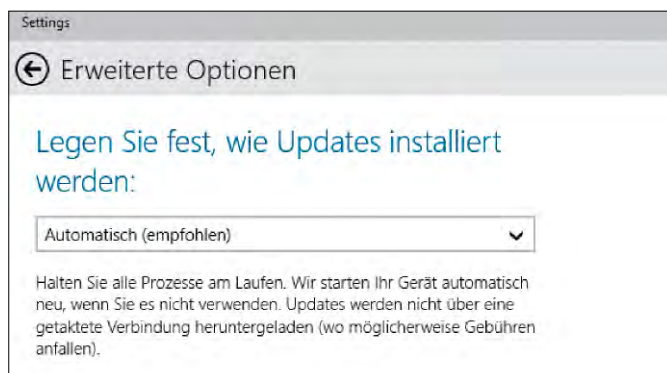 Settings
Erweiterte Optionen
Legen Sie fest, wie Updates installiert
werden:
Automatisch (empfohlen)
Halten Sie alle Prozesse am Laufen. Wir starten Ihr Gerät automatisch
neu, wenn Sie es nicht verwenden. Updates werden nicht über eine
getaktete Verbindung heruntergeladen (wo möglicherweise Gebühren
anfallen).